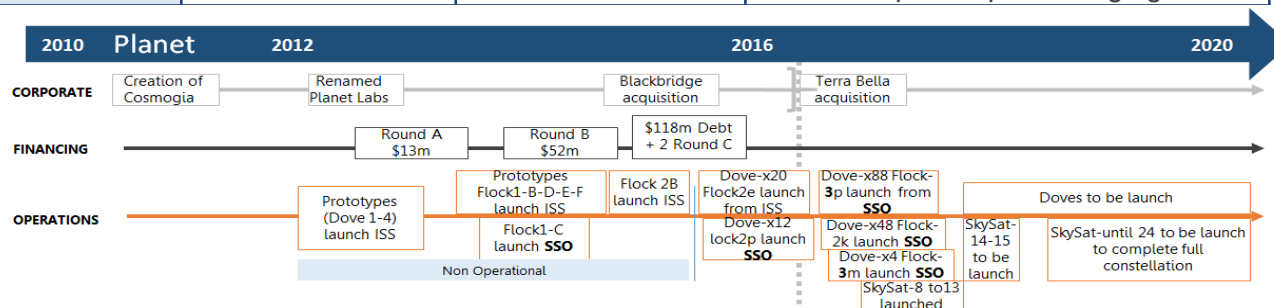 2010 Planet 2012 2016 2020
CORPORATE
Creation of
Cosmogia
Renamed
Planet Labs
Blackbridge
acquisition
Terra Bella
acquisition
FINANCING
Round A
$13m
Round B
$52m
$118m Debt
+ 2 Round C
OPERATIONS
Prototypes
(Dove 1-4)
launch ISS
Prototypes
Flock1-B-D-E-F
launch ISS
Flock1-C
launch SSO
Flock 2B
launch ISS
Non Operational
Dove-x20
Flock2e launch
from ISS
Dove-x12
lock2p launch
SSO
Dove-x88 Flock-
3p launch from
SSO
Dove-x48 Flock-
2k launch SSO
Dove-x4 Flock-
3m launch SSO
SkySat-8 to13
launched
Doves to be launch
SkySat-
14-15
to be
launch
SkySat-until 24 to be launch
to complete full
constellation